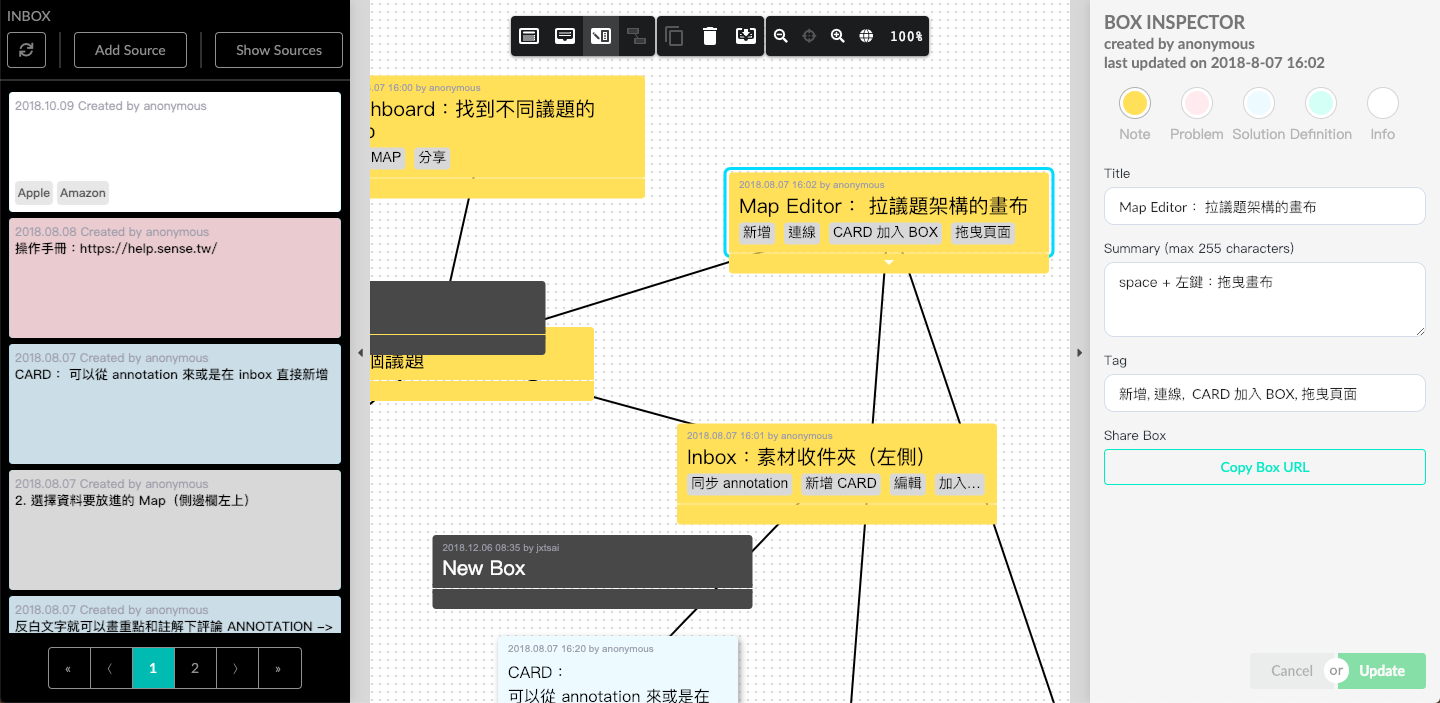 INBOX
Add Source
Show Sources
2018.10.09 Created by anonymous
Apple
Amazon
2018.08.08 Created by anonymous
操作手冊：https://help.sense.tw/
2018.08.07 Created by anonymous
CARD： 可以從 annotation 來或是在 inbox 直接新增
2018.08.07 Created by anonymous
2. 選擇資料要放進的 Map（側邊欄左上）
2018.08.07 Created by anonymous
反白文字就可以畫重點和註解下評論 ANNOTATION ->
« 〈 1 2 〉 »
100%
.07 16:00 by anonymous
hboard：找到不同議題的
MAP
分享
2018.08.07 16:02 by anonymous
Map Editor： 拉議題架構的畫布
新增
連線
CARD 加入 BOX
拖曳頁面
個議題
2018.08.07 16:01 by anonymous
Inbox：素材收件夾（左側）
同步 annotation
新增 CARD
編輯
加入...
2018.12.06 08:35 by jxtsai
New Box
2018.08.07 16:20 by anonymous
CARD：
可以從 annotation 來或是在
BOX INSPECTOR
created by anonymous
last updated on 2018-8-07 16:02
Note
Problem
Solution
Definition
Info
Title
Map Editor： 拉議題架構的畫布
Summary (max 255 characters)
space + 左鍵：拖曳畫布
Tag
新增, 連線,  CARD 加入 BOX, 拖曳頁面
Share Box
Copy Box URL
Cancel
or
Update